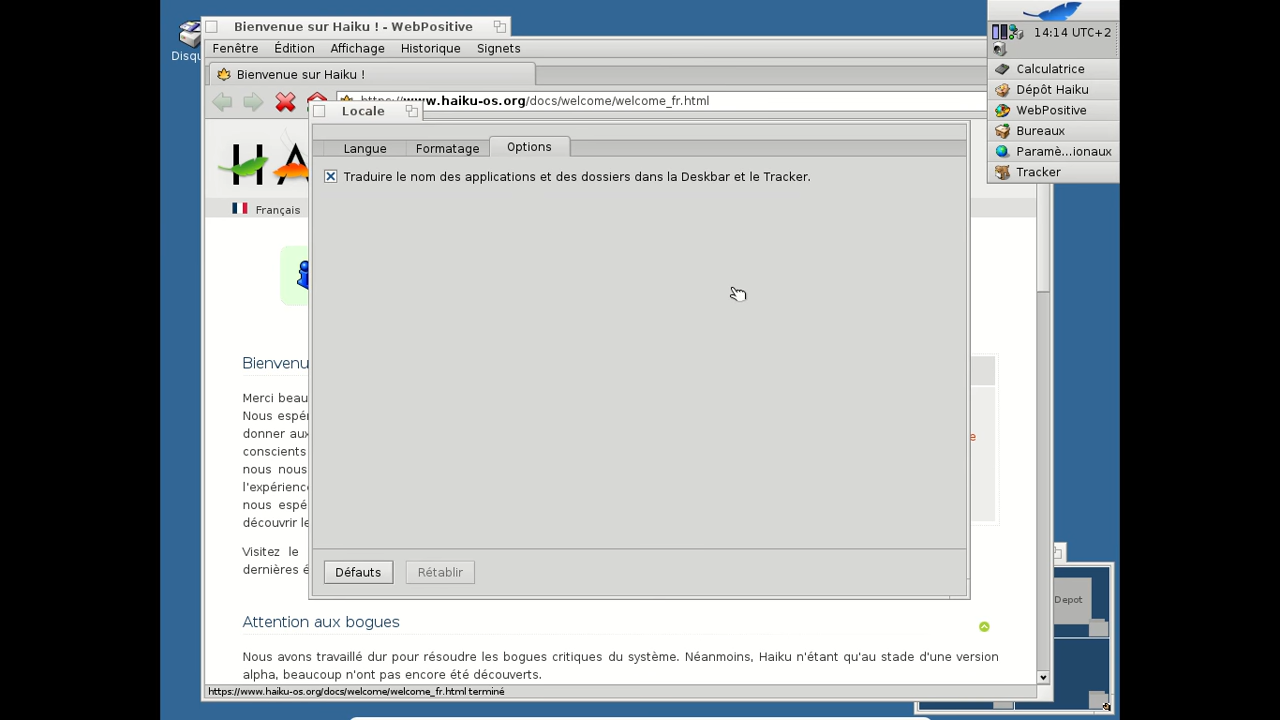 Disqu
Bienvenue sur Haiku ! - WebPositive
Fenêtre Édition Affichage Historique Signets
Bienvenue sur Haiku !
https://www.haiku-os.org/docs/welcome/welcome_fr.html
14:14 UTC+2
Calculatrice
Dépôt Haiku
WebPositive
Bureaux
Paramè...ionaux
Tracker
Locale
Langue Formatage Options
Traduire le nom des applications et des dossiers dans la Deskbar et le Tracker.
Défauts Rétablir
HA
Français
Bienvenu
Merci beau
Nous espér
donner aux
conscients
nous nous
l'expérienc
nous espé
découvrir le
Visitez le
dernières é
e
Attention aux bogues
Nous avons travaillé dur pour résoudre les bogues critiques du système. Néanmoins, Haiku n'étant qu'au stade d'une version
alpha, beaucoup n'ont pas encore été découverts.
https://www.haiku-os.org/docs/welcome/welcome_fr.html terminé
Depot